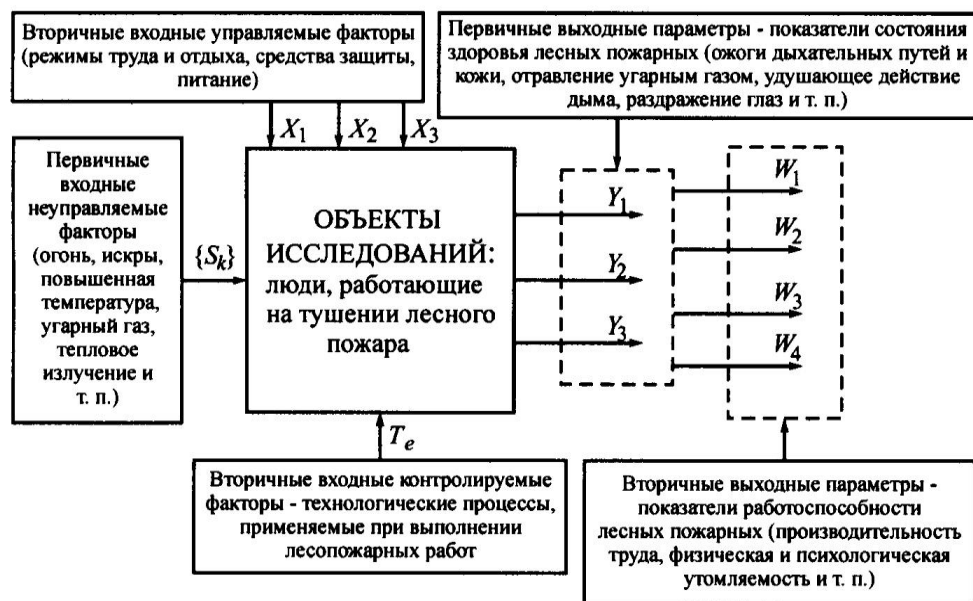 Вторичные входные управляемые факторы
(режимы труда и отдыха, средства защиты,
питание)
Первичные выходные параметры - показатели состояния
здоровья лесных пожарных (ожоги дыхательных путей и
кожи, отравление угарным газом, удушающее действие
дыма, раздражение глаз и т. п.)
X1 X2 X3
Первичные
входные
неуправляемые
факторы
(огонь, искры,
повышенная
температура,
угарный газ,
тепловое
излучение и
т. п.)
{Sk}
ОБЪЕКТЫ
ИССЛЕДОВАНИЙ:
люди, работающие
на тушении лесного
пожара
Y1
Y2
Y3
W1
W2
W3
W4
Te
Вторичные входные контролируемые
факторы - технологические процессы,
применяемые при выполнении
лесопожарных работ
Вторичные выходные параметры -
показатели работоспособности
лесных пожарных (производительность
труда, физическая и психологическая
утомляемость и т. п.)